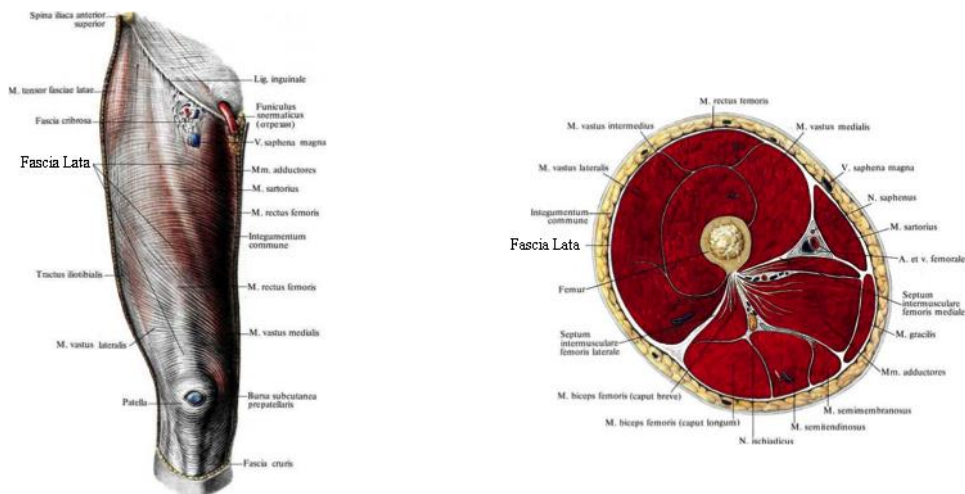 Spina iliaca anterior
superior
M. tensor fasciae latae
Fascia cribrosa
Fascia Lata
Tractus iliotibialis
M. vastus lateralis
Patella
Lig. inguinale
Funiculus
spermaticus
(отрезан)
V. saphena magna
Mm. adductores
M. sartorius
M. rectus femoris
Integumentum
commune
M. rectus femoris
M. vastus medialis
Bursa subcutanea
prepatellaris
Fascia cruris
M. rectus femoris
M. vastus intermedius
M. vastus lateralis
Integumentum
commune
Fascia Lata
Femur
Septum
intermusculare
femoris laterale
M. biceps femoris (caput breve)
M. biceps femoris (caput longum)
N. ischiadicus
M. vastus medialis
V. saphena magna
N. saphenus
M. sartorius
A. et v. femorale
Septum
intermusculare
femoris mediale
M. gracilis
Mm. adductores
M. semimembranosus
M. semitendinosus